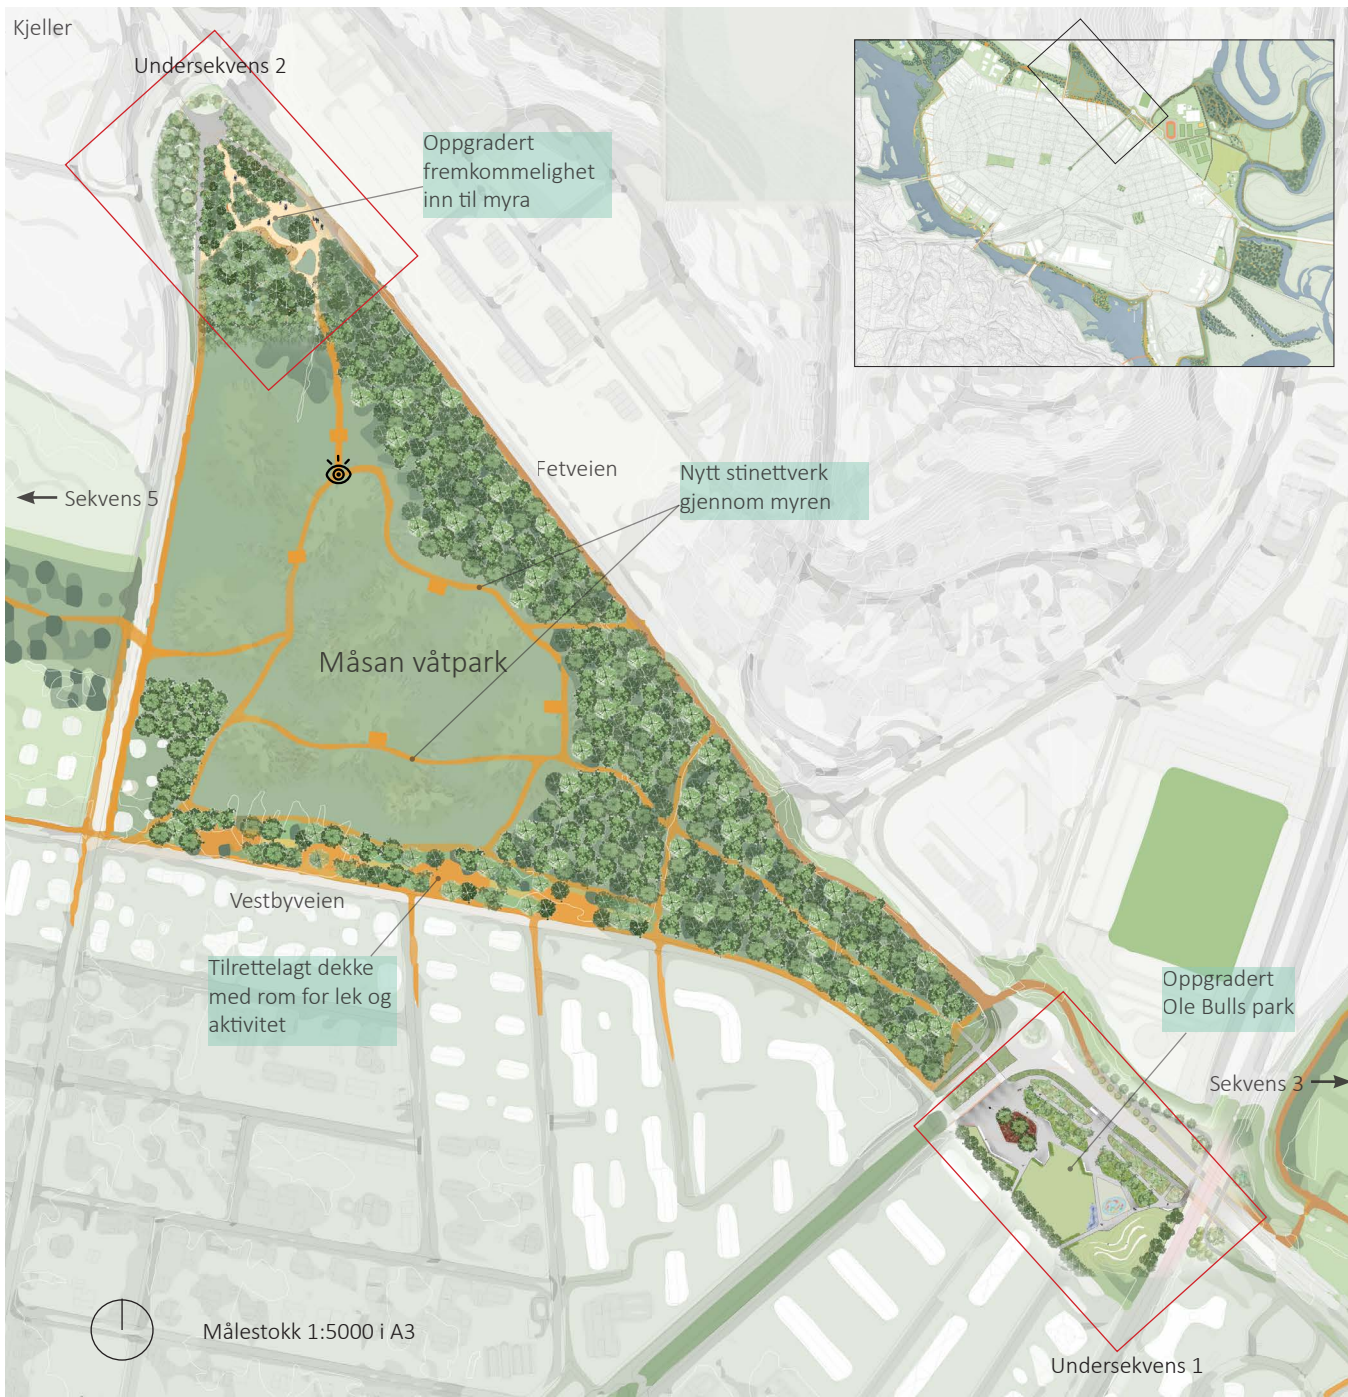 Kjeller
Undersekvens 2
Oppgradert
fremkommelighet
inn til myra
Fetveien
Nytt stinettverk
gjennom myren
Sekvens 5
Måsan våtpark
Vestbyveien
Tilrettelagt dekke
med rom for lek og
aktivitet
Oppgradert
Ole Bulls park
Sekvens 3
Målestokk 1:5000 i A3
Undersekvens 1